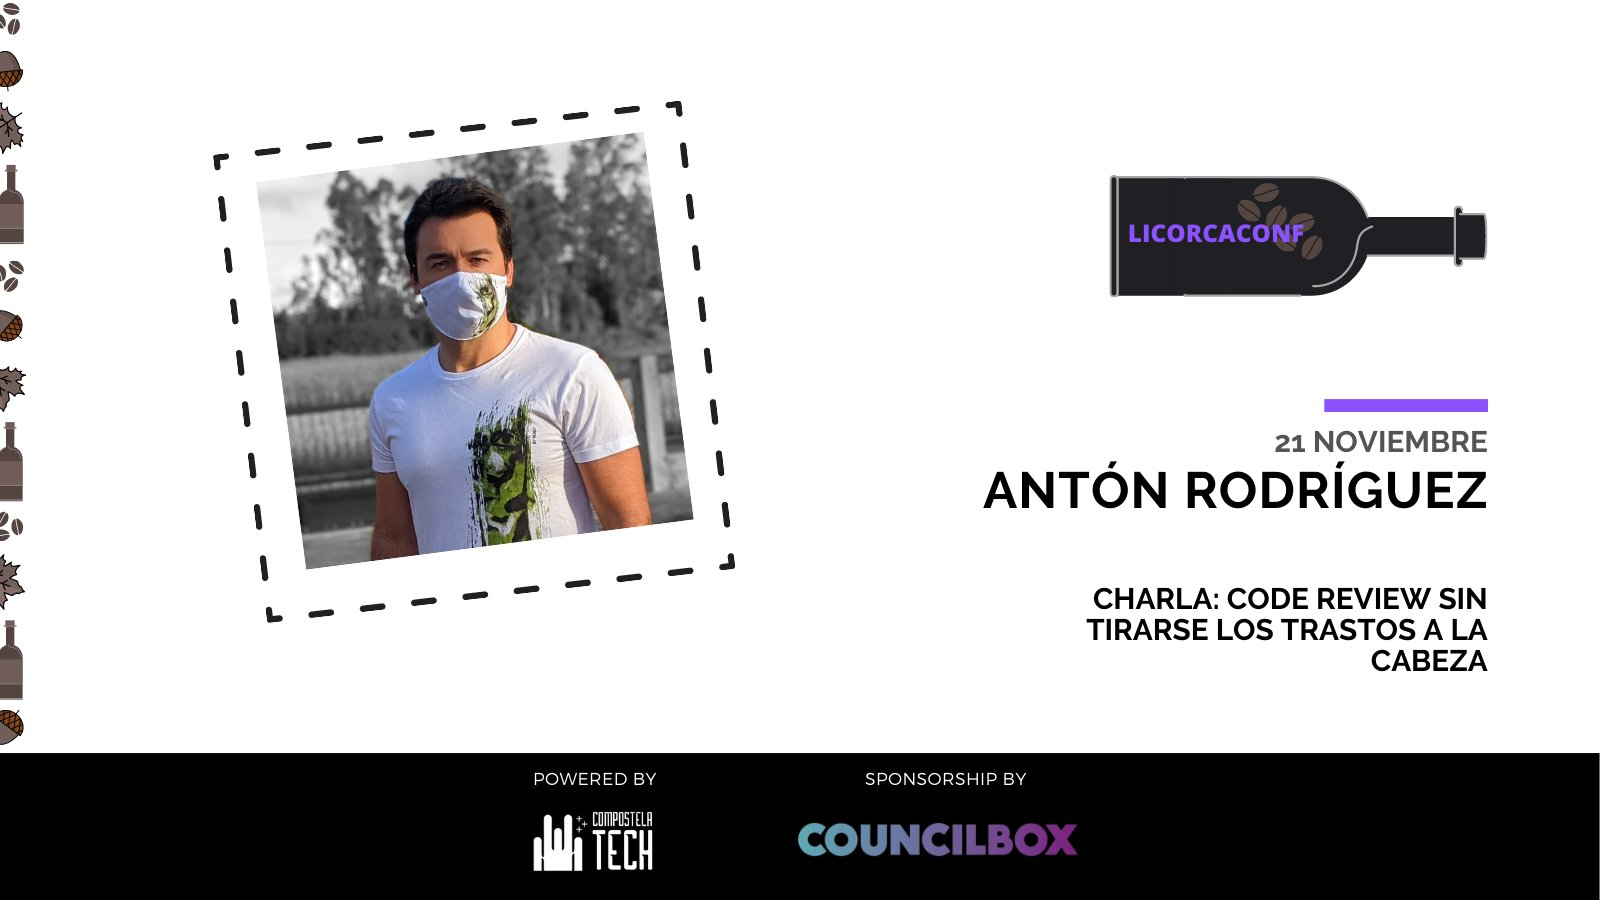 LICORCACONF
21 NOVIEMBRE
ANTÓN RODRÍGUEZ
CHARLA: CODE REVIEW SIN
TIRARSE LOS TRASTOS A LA
CABEZA
POWERED BY
COMPOSTELA
TECH
SPONSORSHIP BY
COUNCILBOX